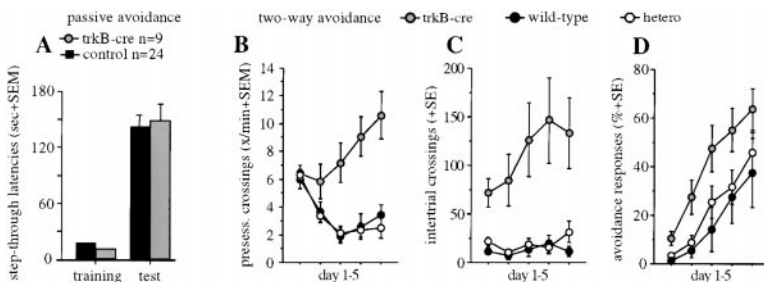 passive avoidance
two-way avoidance
trkB-cre
wild-type
hetero
A
trkB-cre n=9
control n=24
step-through latencies (sec+SEM)
180
120
60
0
training
test
B
presess. crossings (x/min+SEM)
14
12
10
8
6
4
2
0
day 1-5
C
intertrial crossings (+SE)
200
150
100
50
25
0
day 1-5
D
avoidance responses (%+SE)
80
60
40
20
0
day 1-5